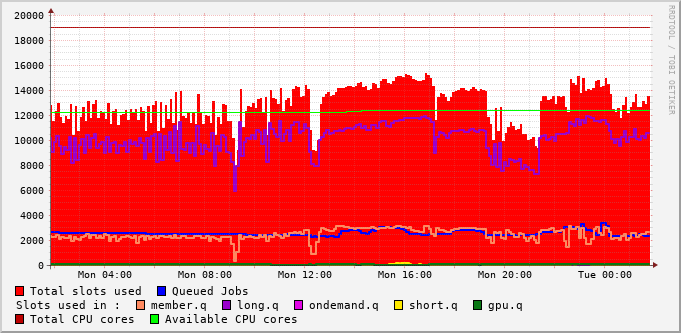 20000
18000
16000
14000
12000
10000
8000
6000
4000
2000
0
Mon 04:00 Mon 08:00 Mon 12:00 Mon 16:00 Mon 20:00 Tue 00:00
RRDTOOL / TOBI OETIKER
Total slots used Queued Jobs
Slots used in : member.q long.q ondemand.q short.q gpu.q
Total CPU cores Available CPU cores